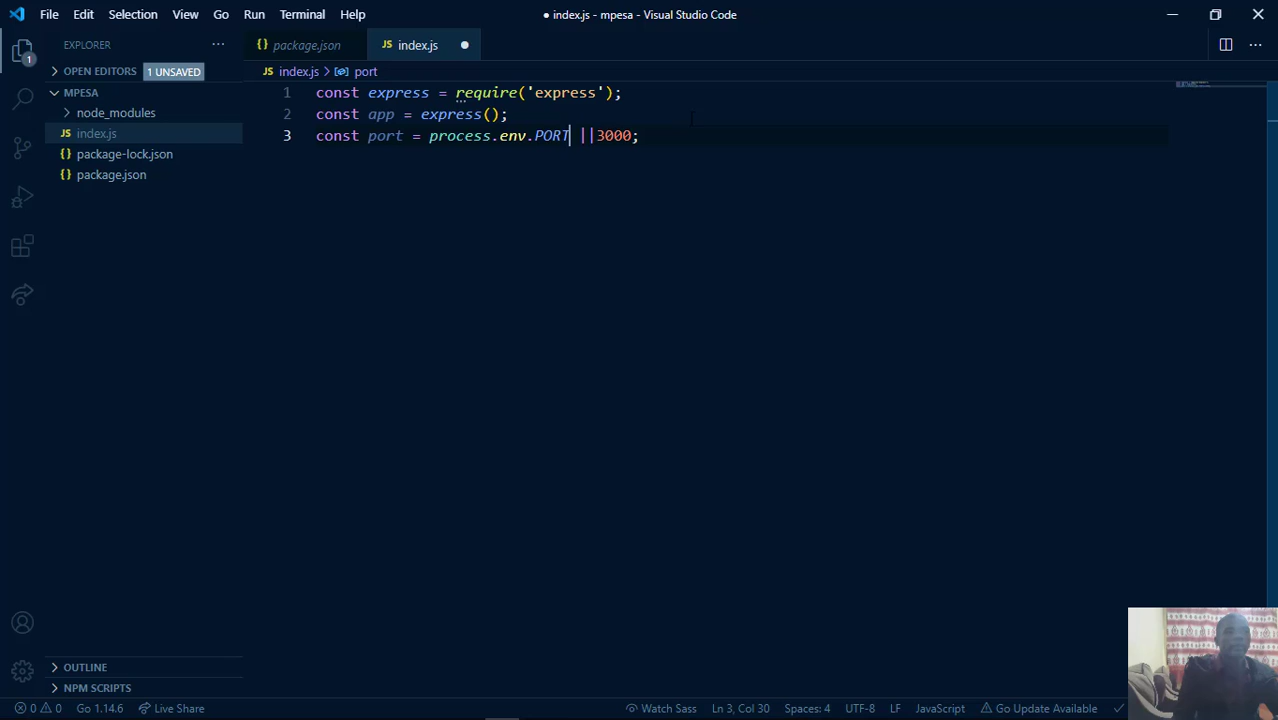 File Edit Selection View Go Run Terminal Help
● index.js - mpesa - Visual Studio Code
EXPLORER ···
{} package.json JS index.js ●
OPEN EDITORS 1 UNSAVED
JS index.js > port
MPESA
node_modules
JS index.js
{} package-lock.json
{} package.json
1 const express = require('express');
2 const app = express();
3 const port = process.env.PORT ||3000;
1
OUTLINE
NPM SCRIPTS
0 0 Go 1.14.6 Live Share Watch Sass Ln 3, Col 30 Spaces: 4 UTF-8 LF JavaScript Go Update Available